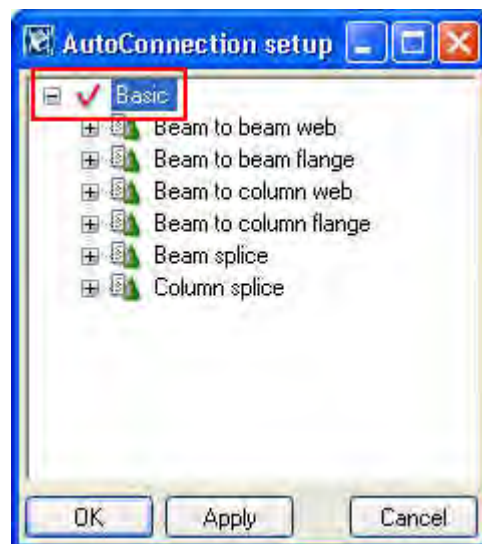 AutoConnection setup
Basic
Beam to beam web
Beam to beam flange
Beam to column web
Beam to column flange
Beam splice
Column splice
OK Apply Cancel